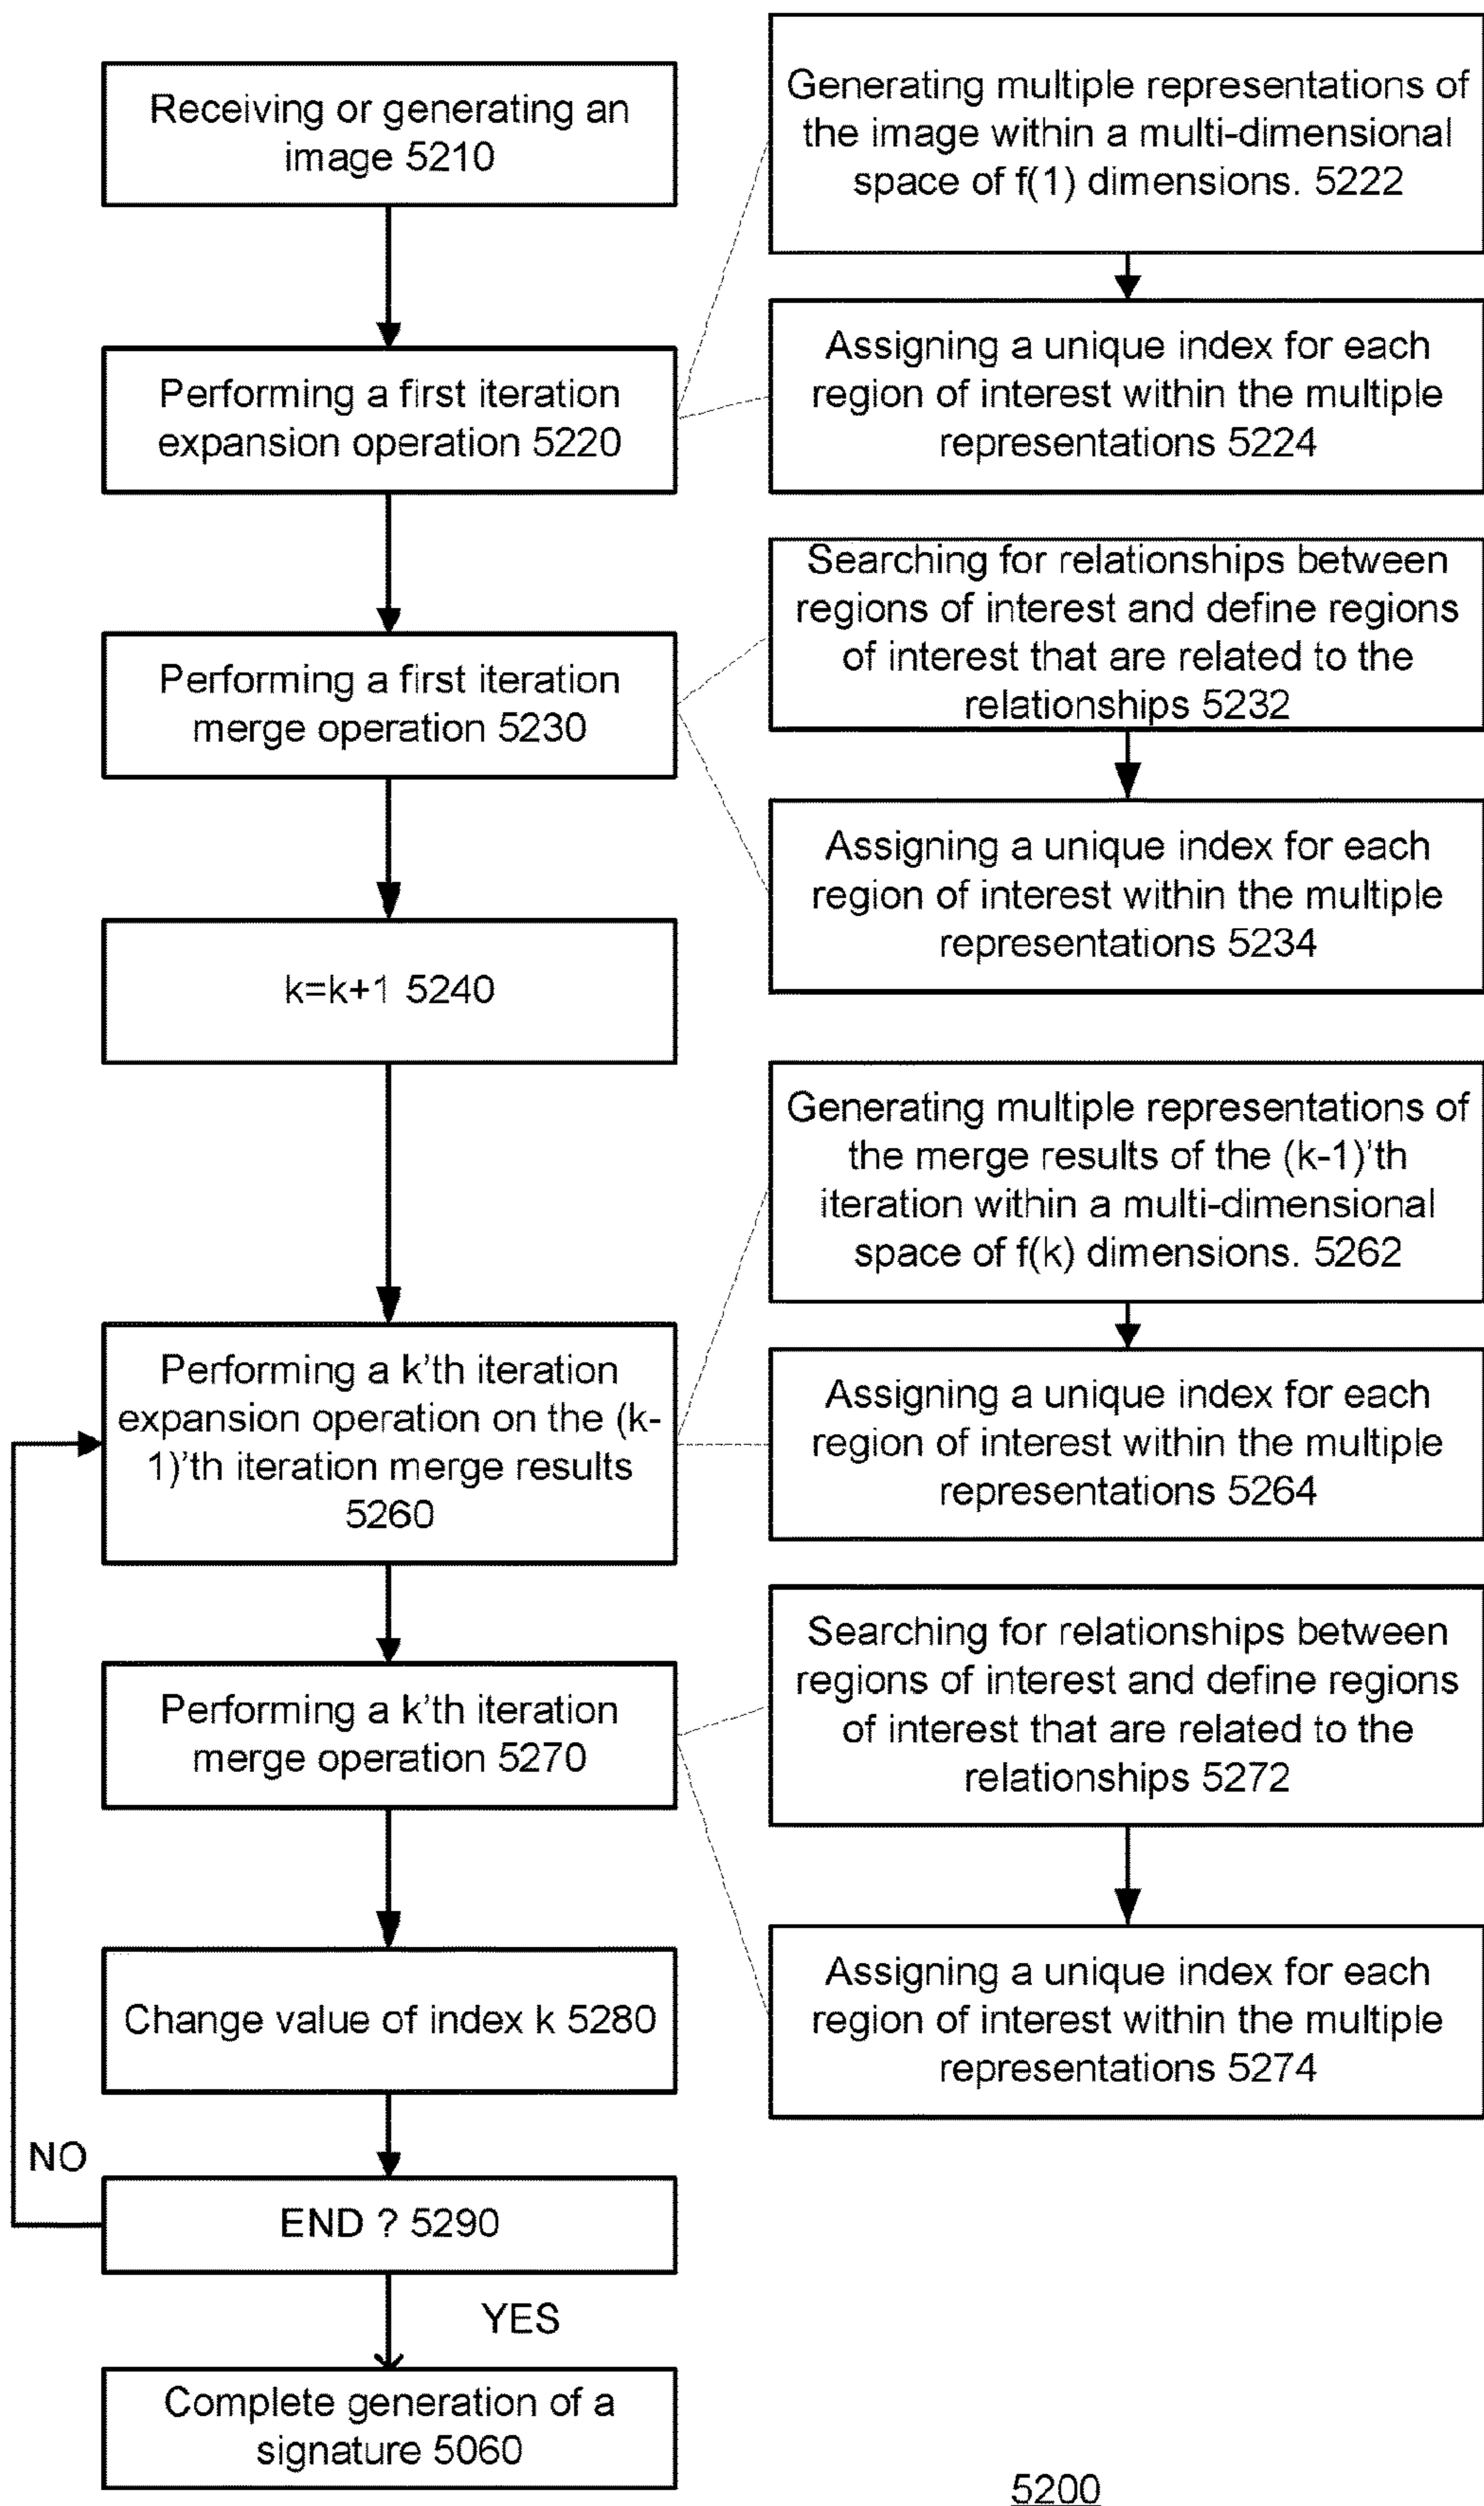 Receiving or generating an
image 5210
Generating multiple representations of
the image within a multi-dimensional
space of f(1) dimensions. 5222
Performing a first iteration
expansion operation 5220
Assigning a unique index for each
region of interest within the multiple
representations 5224
Performing a first iteration
merge operation 5230
Searching for relationships between
regions of interest and define regions
of interest that are related to the
relationships 5232
Assigning a unique index for each
region of interest within the multiple
representations 5234
k=k+1 5240
Performing a k'th iteration
expansion operation on the (k-
1)'th iteration merge results
5260
Generating multiple representations of
the merge results of the (k-1)'th
iteration within a multi-dimensional
space of f(k) dimensions. 5262
Assigning a unique index for each
region of interest within the multiple
representations 5264
Performing a k'th iteration
merge operation 5270
Searching for relationships between
regions of interest and define regions
of interest that are related to the
relationships 5272
Assigning a unique index for each
region of interest within the multiple
representations 5274
Change value of index k 5280
NO
END ? 5290
YES
Complete generation of a
signature 5060
5200